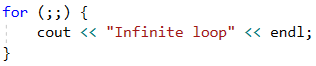 for (;;) {
    cout << "Infinite loop" << endl;
}